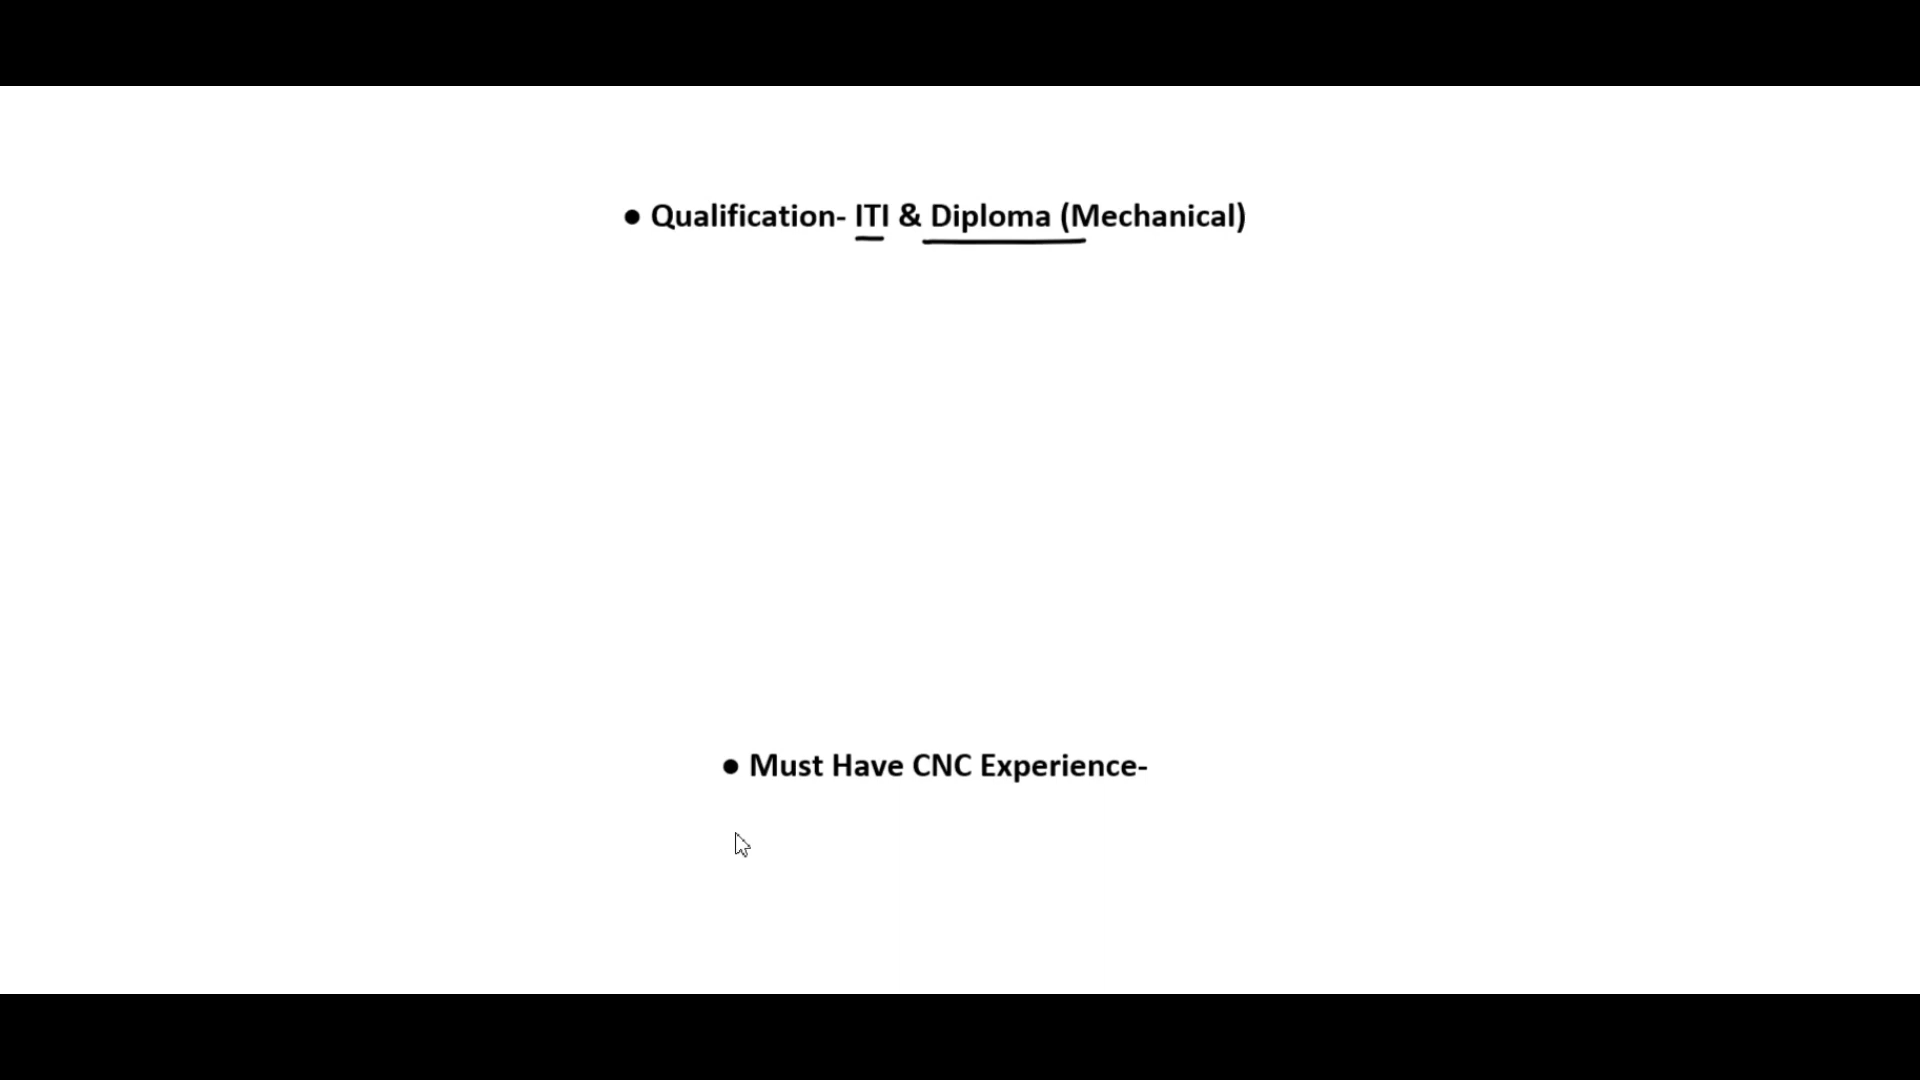 ● Qualification- ITI & Diploma (Mechanical)
● Must Have CNC Experience-